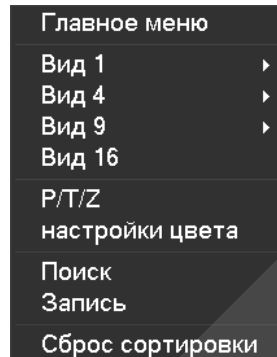 Главное меню
Вид 1
Вид 4
Вид 9
Вид 16
P/T/Z
настройки цвета
Поиск
Запись
Сброс сортировки